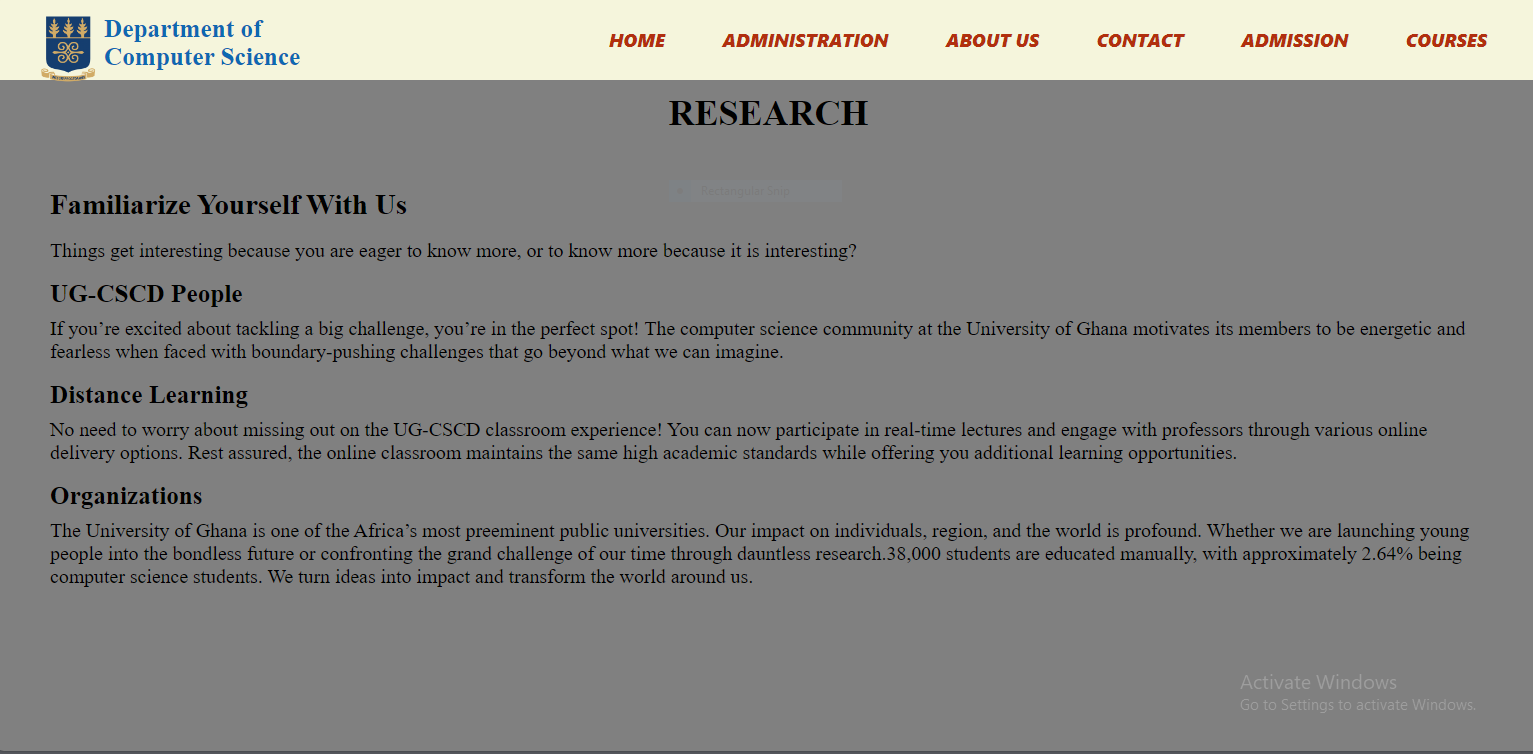 Department of
Computer Science
HOME ADMINISTRATION ABOUT US CONTACT ADMISSION COURSES
RESEARCH
Rectangular Snip
Familiarize Yourself With Us
Things get interesting because you are eager to know more, or to know more because it is interesting?
UG-CSCD People
If you’re excited about tackling a big challenge, you’re in the perfect spot! The computer science community at the University of Ghana motivates its members to be energetic and
fearless when faced with boundary-pushing challenges that go beyond what we can imagine.
Distance Learning
No need to worry about missing out on the UG-CSCD classroom experience! You can now participate in real-time lectures and engage with professors through various online
delivery options. Rest assured, the online classroom maintains the same high academic standards while offering you additional learning opportunities.
Organizations
The University of Ghana is one of the Africa’s most preeminent public universities. Our impact on individuals, region, and the world is profound. Whether we are launching young
people into the bondless future or confronting the grand challenge of our time through dauntless research.38,000 students are educated manually, with approximately 2.64% being
computer science students. We turn ideas into impact and transform the world around us.
Activate Windows
Go to Settings to activate Windows.